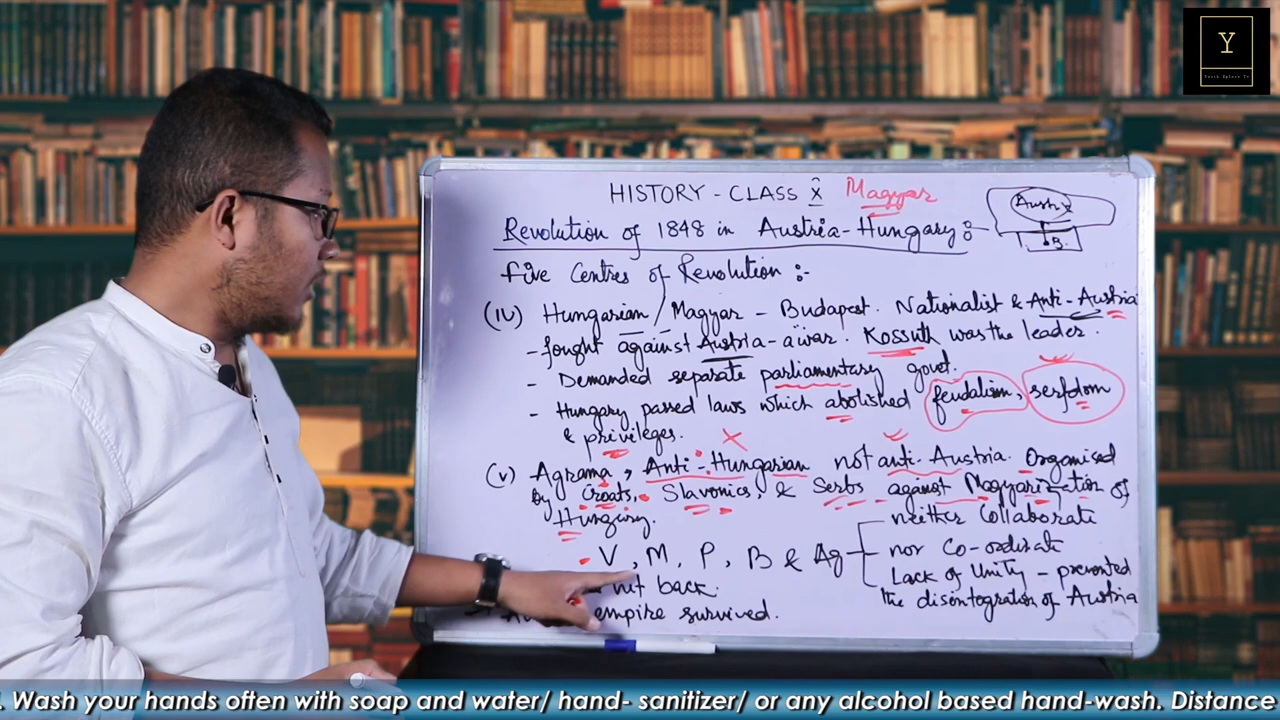 Y
HISTORY - CLASS X Magyar
Revolution of 1848 in Austria-Hungary :-
Five Centres of Revolution :-
(IV) Hungarian / Magyar - Budapest. Nationalist & Anti-Austria
- fought against Austria - a war. Kossuth was the leader.
- Demanded separate parliamentary govt.
- Hungary passed laws which abolished feudalism, serfdom
& privileges. X
(V) Agrama, Anti-Hungarian not anti-Austria. Organised
by Croats, Slavonics, & Serbs against Magyarization of
Hungary.
V, M, P, B & Ag
neither Collaborate
nor Co-ordinate
Lack of Unity - prevented
the disintegration of Austria
hit back.
empire survived.
. Wash your hands often with soap and water/ hand- sanitizer/ or any alcohol based hand-wash. Distance